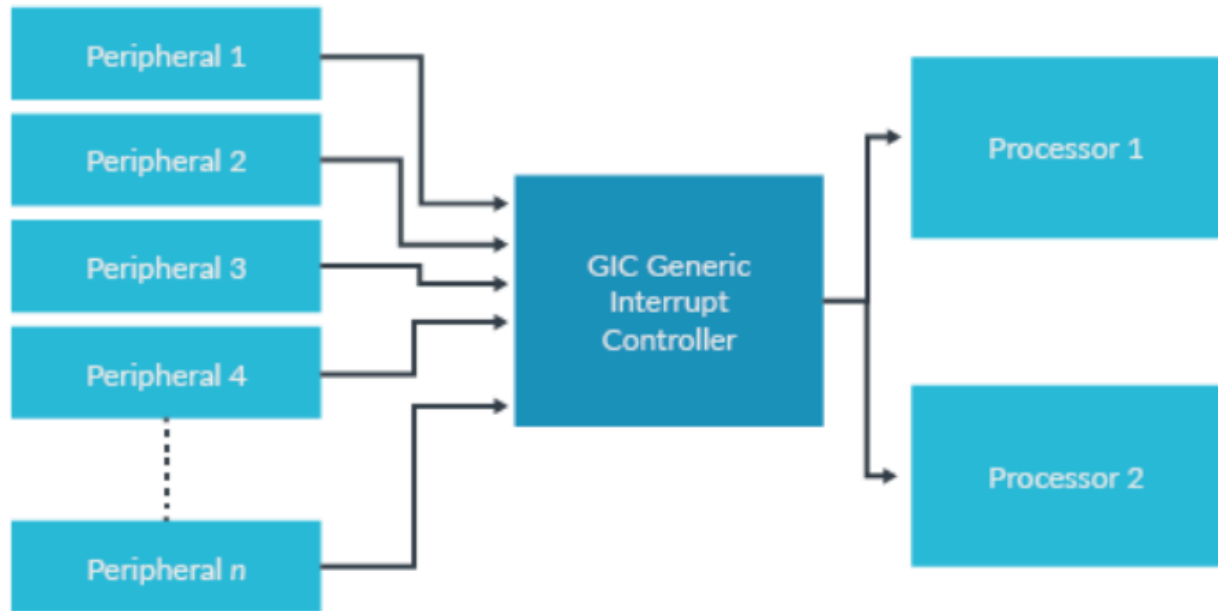 Peripheral 1
Peripheral 2
Peripheral 3
Peripheral 4
Peripheral n
GIC Generic
Interrupt
Controller
Processor 1
Processor 2